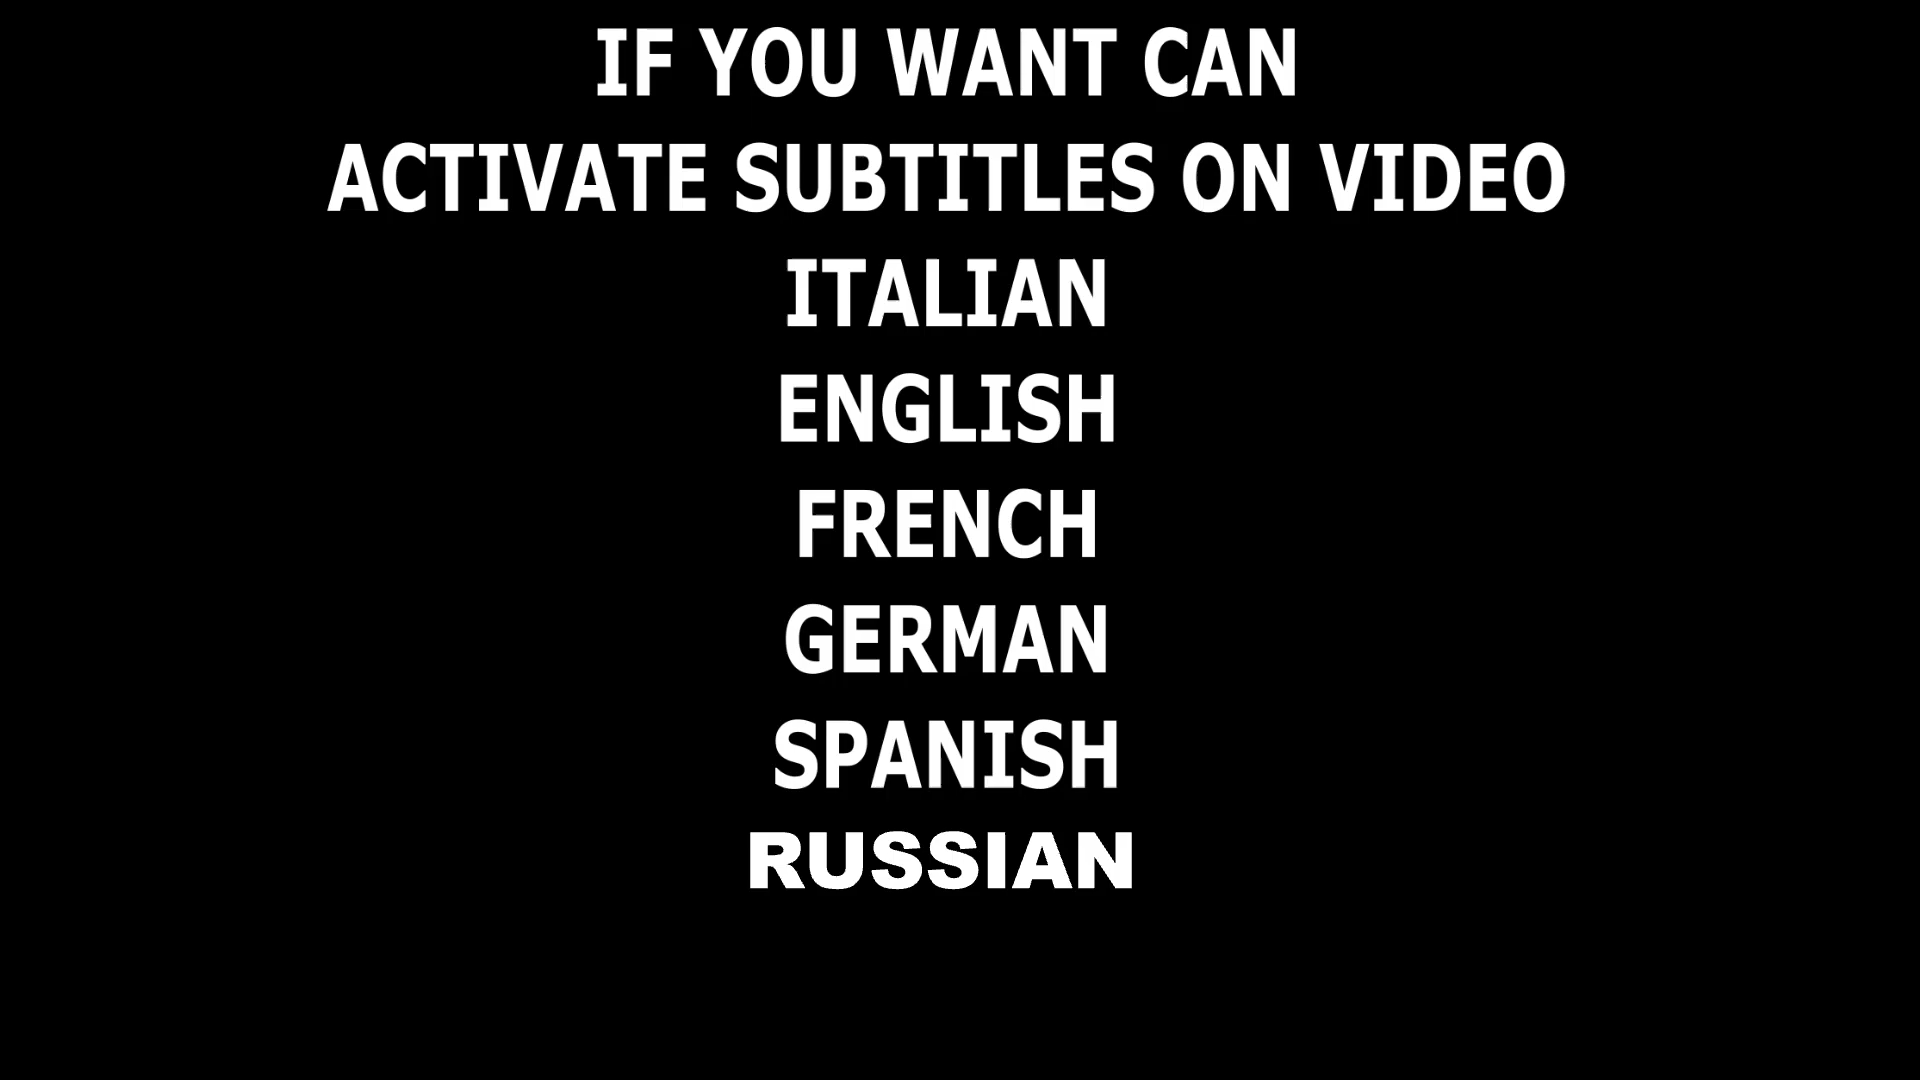 IF YOU WANT CAN
ACTIVATE SUBTITLES ON VIDEO
ITALIAN
ENGLISH
FRENCH
GERMAN
SPANISH
RUSSIAN